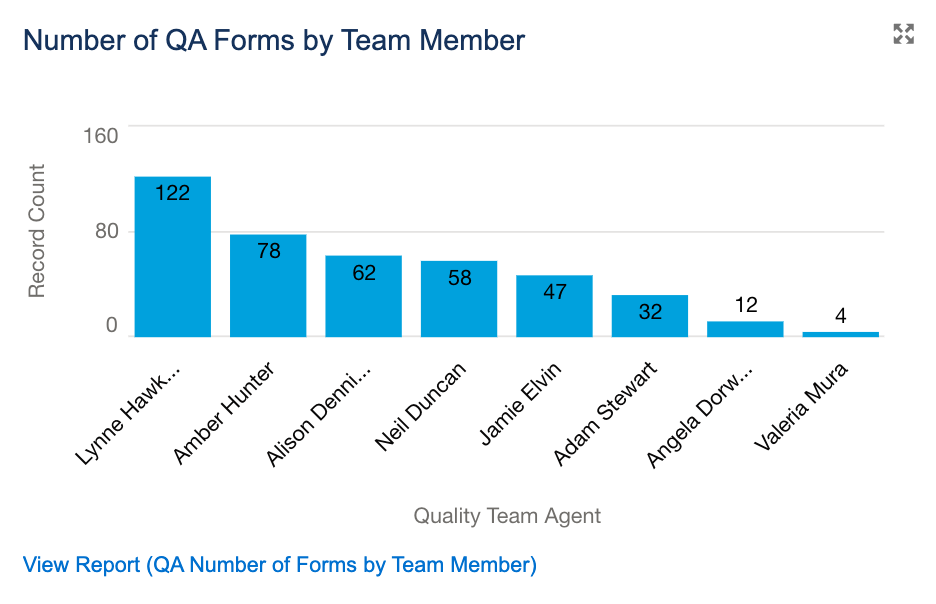 Number of QA Forms by Team Member
Record Count
160
80
0
122
78
62
58
47
32
12
4
Lynne Hawk...
Amber Hunter
Alison Denni...
Neil Duncan
Jamie Elvin
Adam Stewart
Angela Dorw...
Valeria Mura
Quality Team Agent
View Report (QA Number of Forms by Team Member)